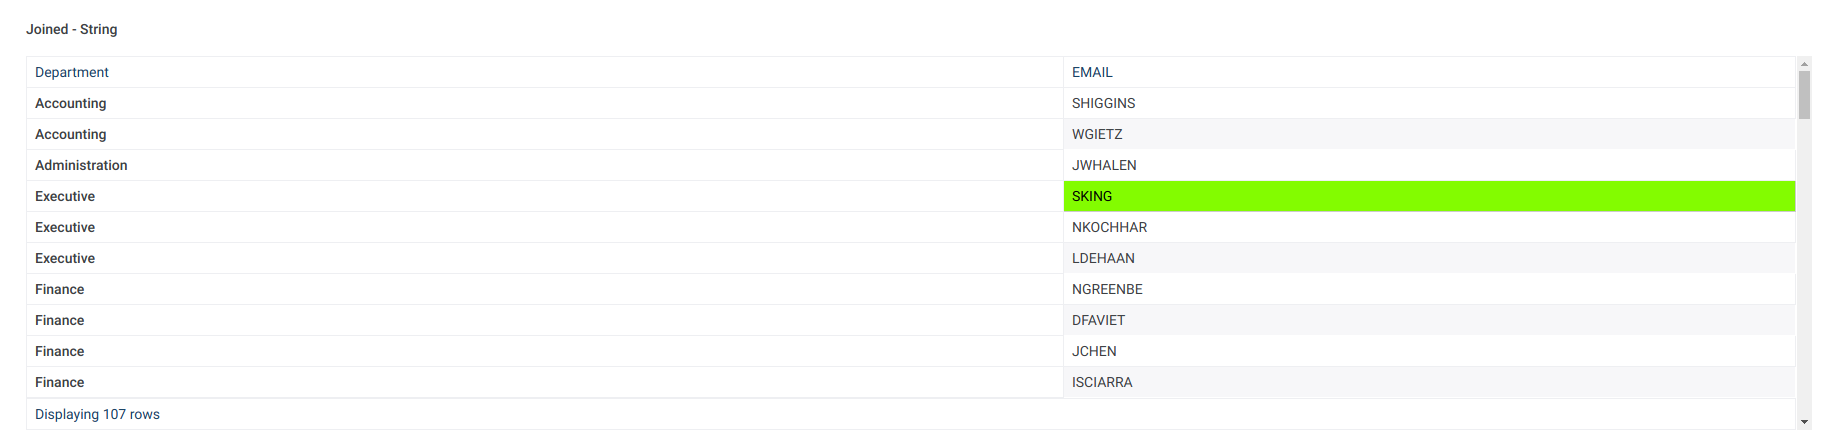 Joined - String
Department EMAIL
Accounting SHIGGINS
Accounting WGIETZ
Administration JWHALEN
Executive SKING
Executive NKOCHHAR
Executive LDEHAAN
Finance NGREENBE
Finance DFAVIET
Finance JCHEN
Finance ISCIARRA
Displaying 107 rows